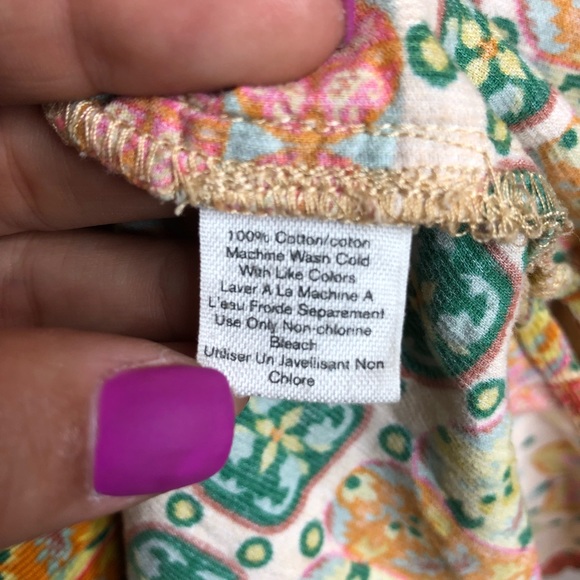 100% Cotton/coton
Machine Wash Cold
With Like Colors
Laver A La Machine A
L'eau Froide Separement
Use Only Non-chlorine
Bleach
Utiliser Un Javellisant Non
Chlore